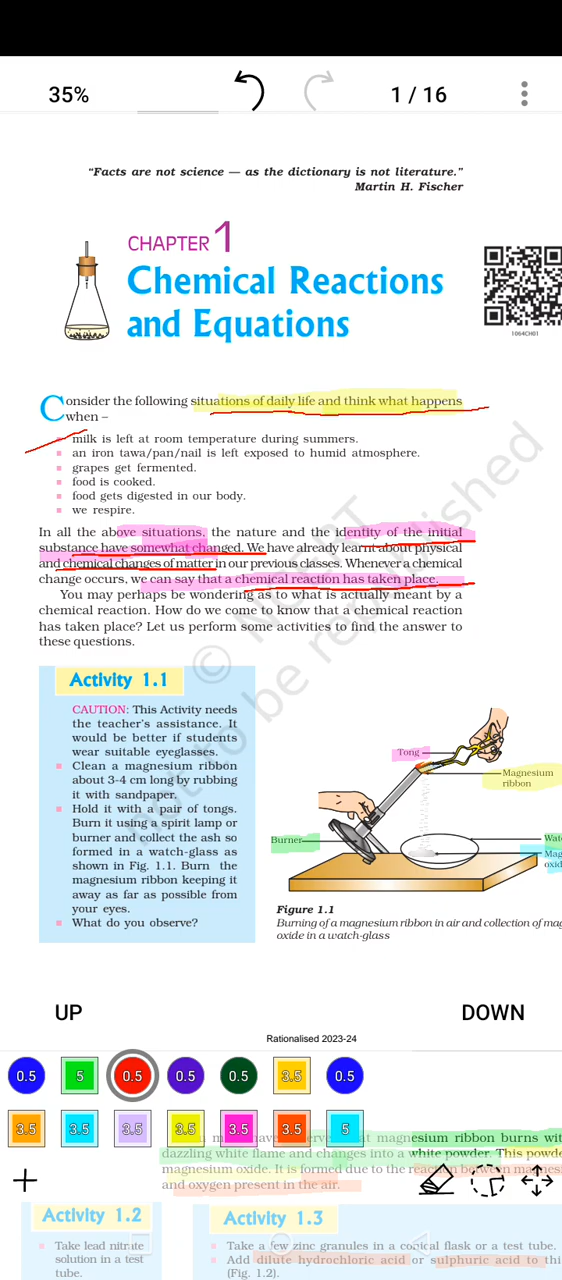 35%
1 / 16
“Facts are not science — as the dictionary is not literature.”
Martin H. Fischer
CHAPTER 1
Chemical Reactions
and Equations
1064CH01
Consider the following situations of daily life and think what happens
when –
milk is left at room temperature during summers.
an iron tawa/pan/nail is left exposed to humid atmosphere.
grapes get fermented.
food is cooked.
food gets digested in our body.
we respire.
In all the above situations, the nature and the identity of the initial
substance have somewhat changed. We have already learnt about physical
and chemical changes of matter in our previous classes. Whenever a chemical
change occurs, we can say that a chemical reaction has taken place.
You may perhaps be wondering as to what is actually meant by a
chemical reaction. How do we come to know that a chemical reaction
has taken place? Let us perform some activities to find the answer to
these questions.
Activity 1.1
CAUTION: This Activity needs
the teacher’s assistance. It
would be better if students
wear suitable eyeglasses.
Clean a magnesium ribbon
about 3-4 cm long by rubbing
it with sandpaper.
Hold it with a pair of tongs.
Burn it using a spirit lamp or
burner and collect the ash so
formed in a watch-glass as
shown in Fig. 1.1. Burn the
magnesium ribbon keeping it
away as far as possible from
your eyes.
What do you observe?
Tong
Magnesium
ribbon
Burner
Figure 1.1
Burning of a magnesium ribbon in air and collection of mag
oxide in a watch-glass
not to be republished
UP
DOWN
Rationalised 2023-24
0.5 5 0.5 0.5 0.5 3.5 0.5
3.5 3.5 3.5 3.5 3.5 3.5 5
magnesium ribbon burns wit
dazzling white flame and changes into a white powder. This powd
magnesium oxide. It is formed due to the reaction between
and oxygen present in the air.
Activity 1.2
Take lead nitrate
solution in a test
tube.
Activity 1.3
Take a few zinc granules in a conical flask or a test tube.
Add dilute hydrochloric acid or sulphuric acid to thi
(Fig. 1.2).